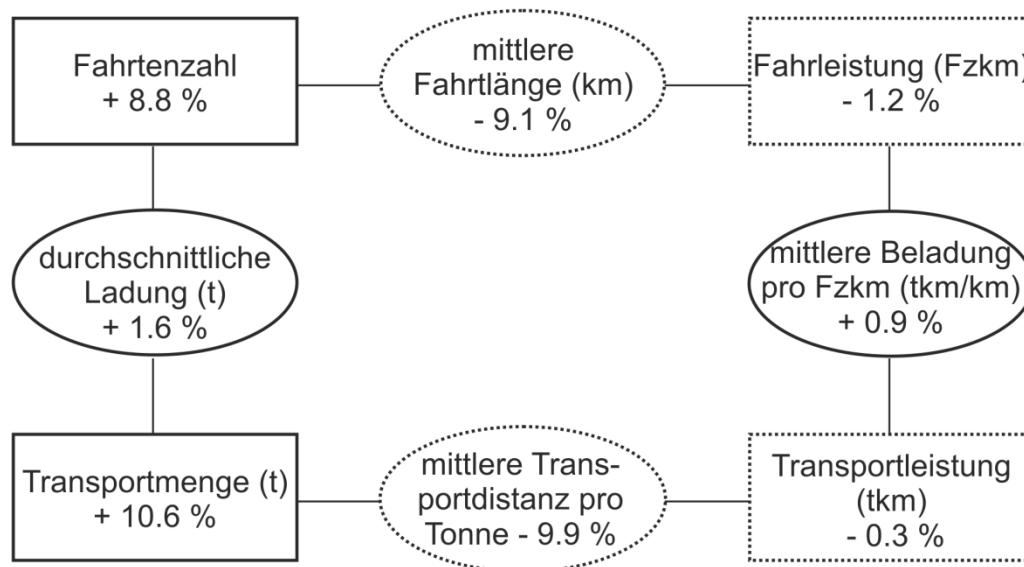 Fahrtenzahl
+ 8.8 %
mittlere
Fahrtlänge (km)
- 9.1 %
Fahrleistung (Fzkm)
- 1.2 %
durchschnittliche
Ladung (t)
+ 1.6 %
mittlere Beladung
pro Fzkm (tkm/km)
+ 0.9 %
Transportmenge (t)
+ 10.6 %
mittlere Trans-
portdistanz pro
Tonne - 9.9 %
Transportleistung
(tkm)
- 0.3 %